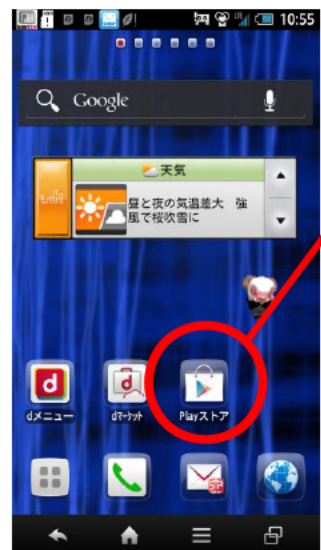 10:55
Google
天気
昼と夜の気温差大 強
風で桜吹雪に
dメニュー
dマーケット
Playストア